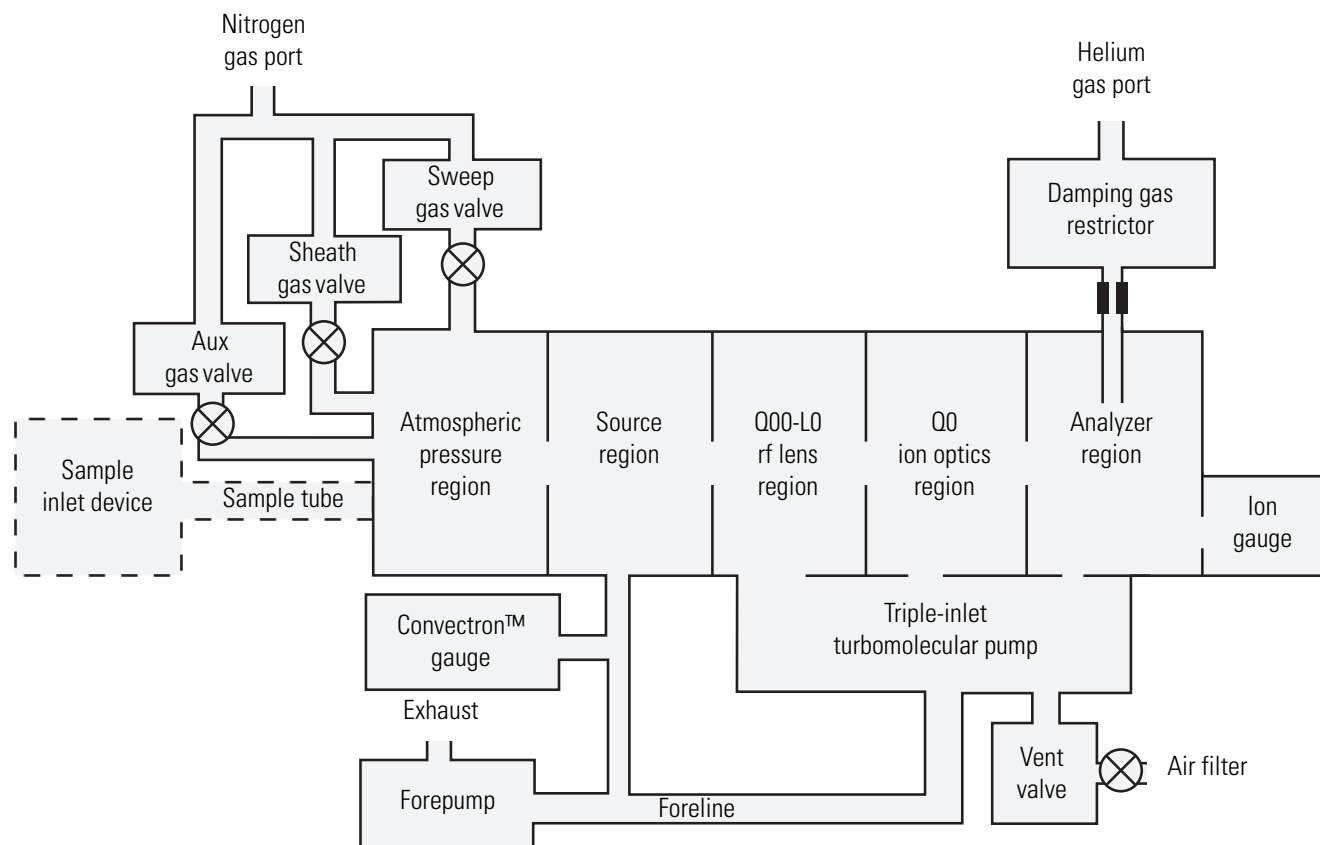 Nitrogen
gas port
Helium
gas port
Sweep
gas valve
Damping gas
restrictor
Sheath
gas valve
Aux
gas valve
Sample
inlet device
Sample tube
Atmospheric
pressure
region
Source
region
Q00-L0
rf lens
region
Q0
ion optics
region
Analyzer
region
Ion
gauge
Convectron™
gauge
Triple-inlet
turbomolecular pump
Exhaust
Forepump
Foreline
Vent
valve
Air filter